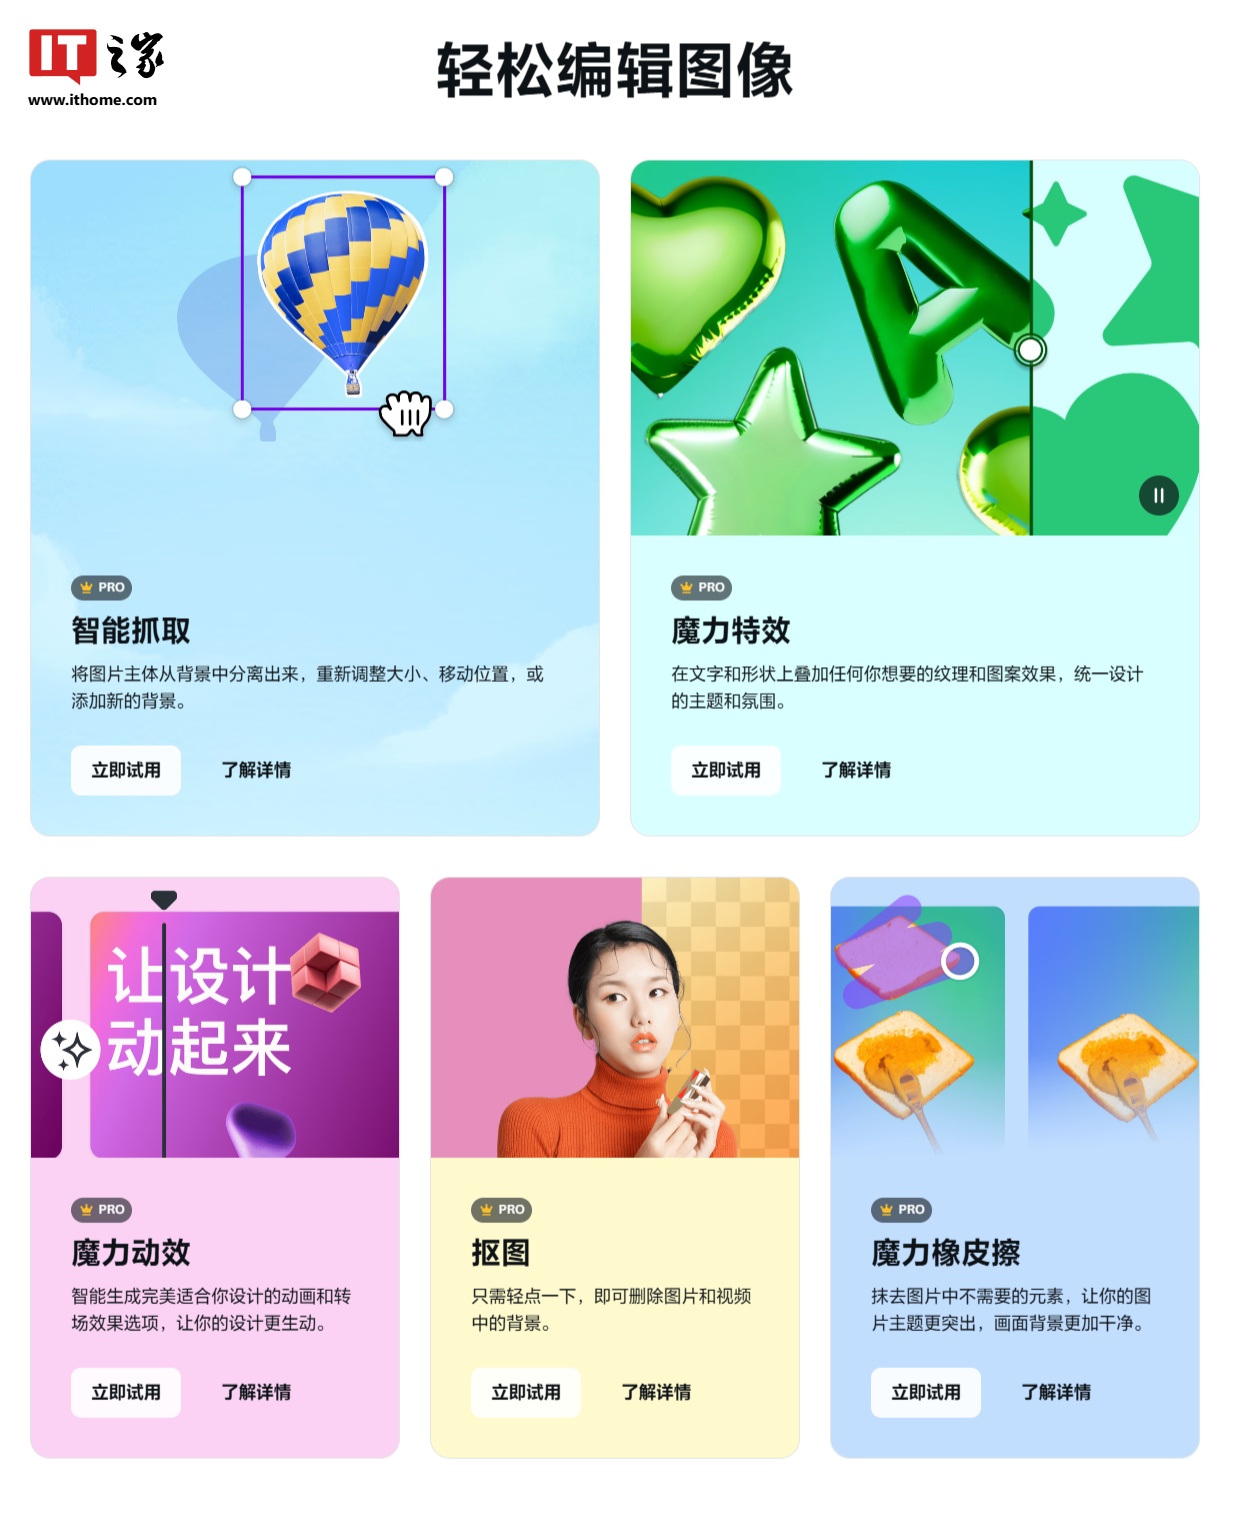 IT之家
www.ithome.com
轻松编辑图像
PRO
智能抓取
将图片主体从背景中分离出来，重新调整大小、移动位置，或
添加新的背景。
立即试用 了解详情
PRO
魔力特效
在文字和形状上叠加任何你想要的纹理和图案效果，统一设计
的主题和氛围。
立即试用 了解详情
让设计
动起来
PRO
魔力动效
智能生成完美适合你设计的动画和转
场效果选项，让你的设计更生动。
立即试用 了解详情
PRO
抠图
只需轻点一下，即可删除图片和视频
中的背景。
立即试用 了解详情
PRO
魔力橡皮擦
抹去图片中不需要的元素，让你的图
片主题更突出，画面背景更加干净。
立即试用 了解详情